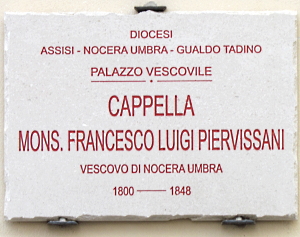 DIOCESI
ASSISI - NOCERA UMBRA - GUALDO TADINO
PALAZZO VESCOVILE
CAPPELLA
MONS. FRANCESCO LUIGI PIERVISSANI
VESCOVO DI NOCERA UMBRA
1800 —— 1848